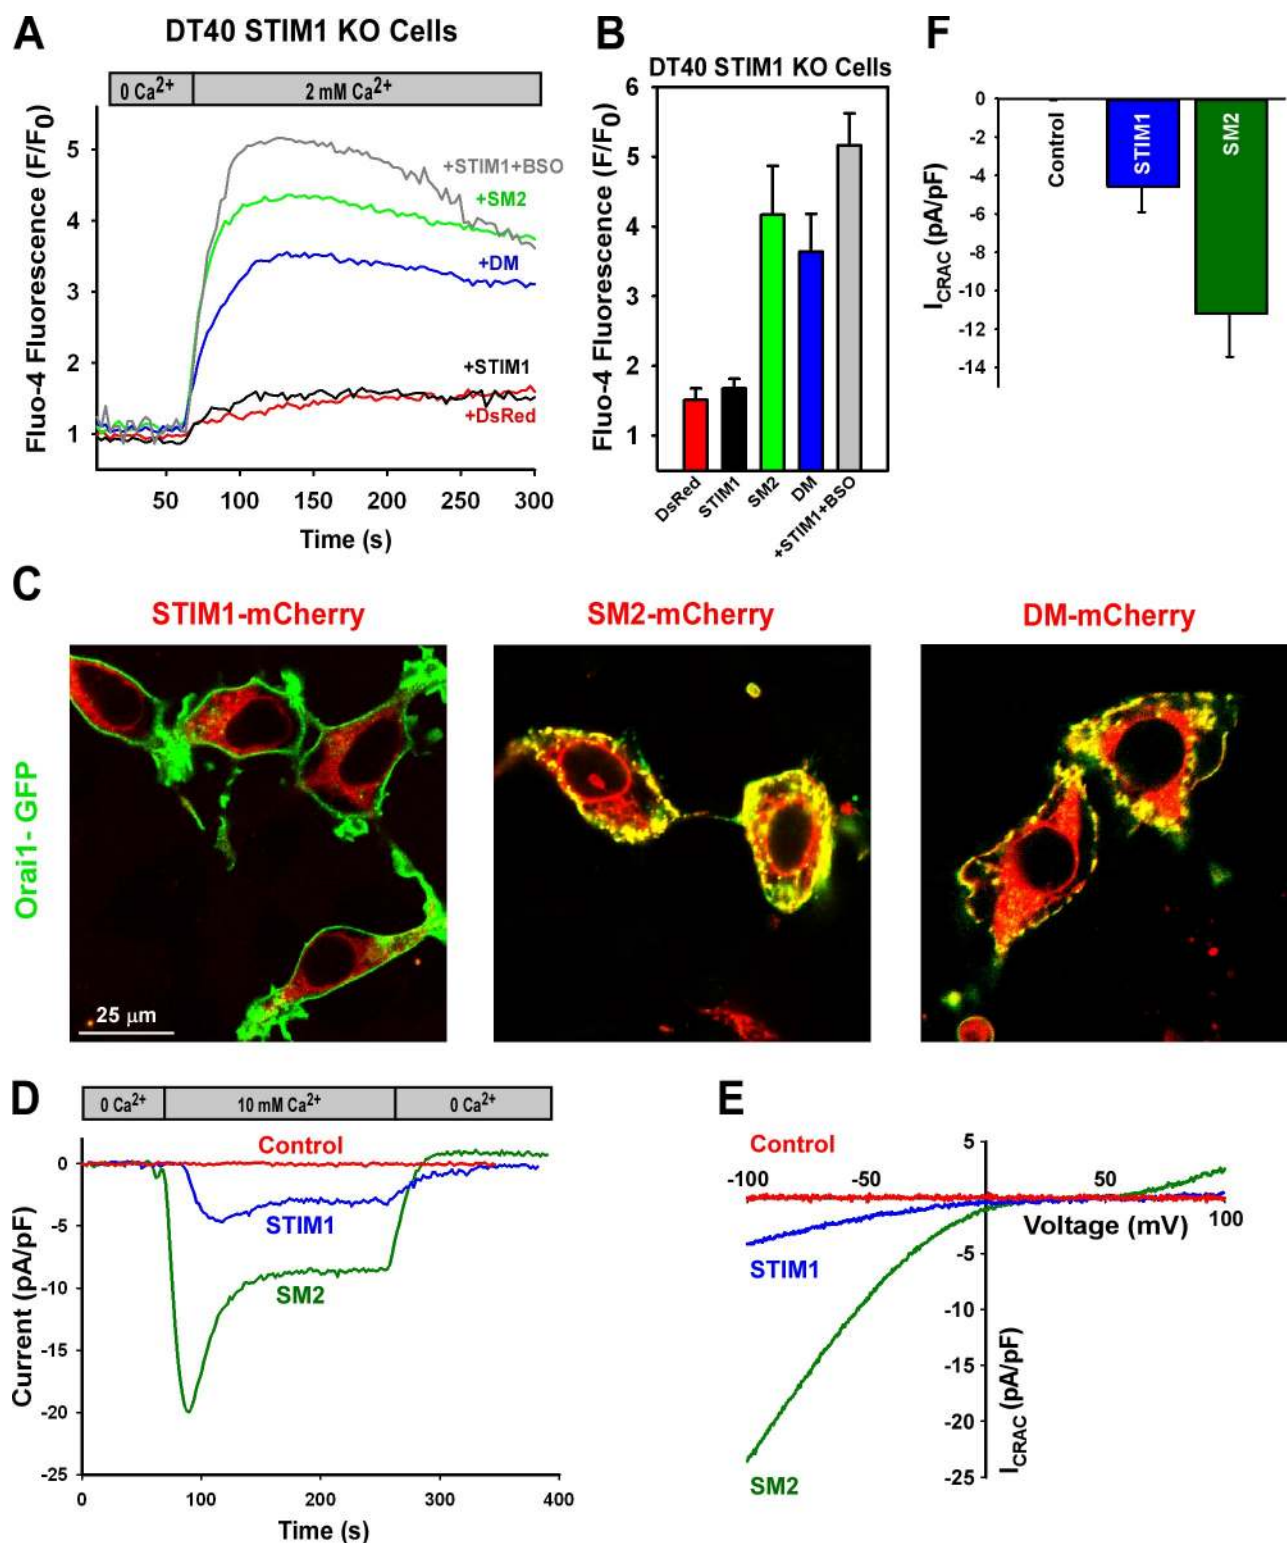 A
DT40 STIM1 KO Cells
0 Ca2+
2 mM Ca2+
Fluo-4 Fluorescence (F/F0)
5
4
3
2
1
+STIM1+BSO
+SM2
+DM
+STIM1
+DsRed
50
100
150
200
250
300
Time (s)
B
DT40 STIM1 KO Cells
Fluo-4 Fluorescence (F/F0)
6
5
4
3
2
1
DsRed
STIM1
SM2
DM
+STIM1+BSO
F
ICRAC (pA/pF)
0
-2
-4
-6
-8
-10
-12
-14
Control
STIM1
SM2
C
STIM1-mCherry
SM2-mCherry
DM-mCherry
Orai1- GFP
25 μm
D
0 Ca2+
10 mM Ca2+
0 Ca2+
Current (pA/pF)
0
-5
-10
-15
-20
-25
Control
STIM1
SM2
0
100
200
300
400
Time (s)
E
Control
5
-100
-50
50
100
Voltage (mV)
STIM1
SM2
-5
-10
-15
-20
-25
ICRAC (pA/pF)